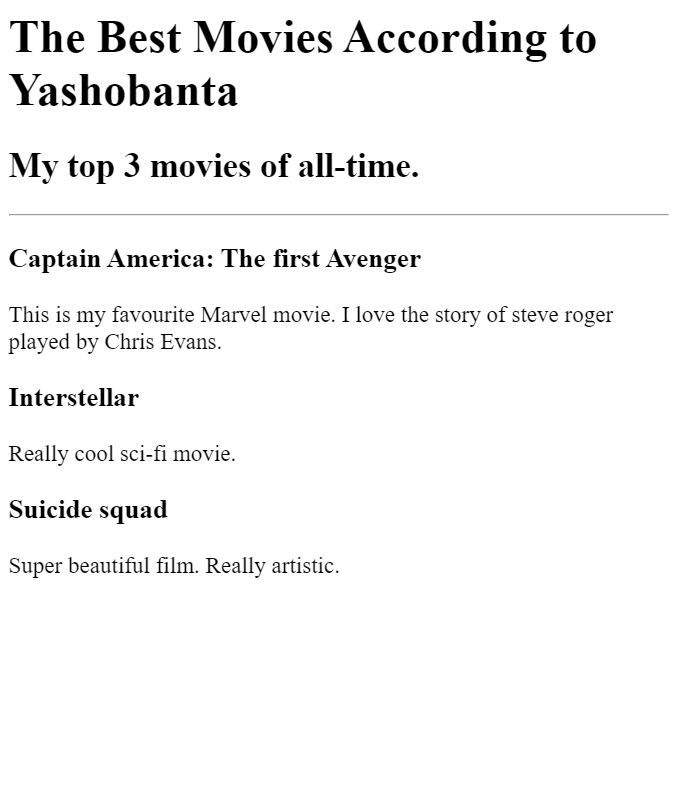 The Best Movies According to
Yashobanta
My top 3 movies of all-time.
Captain America: The first Avenger
This is my favourite Marvel movie. I love the story of steve roger
played by Chris Evans.
Interstellar
Really cool sci-fi movie.
Suicide squad
Super beautiful film. Really artistic.